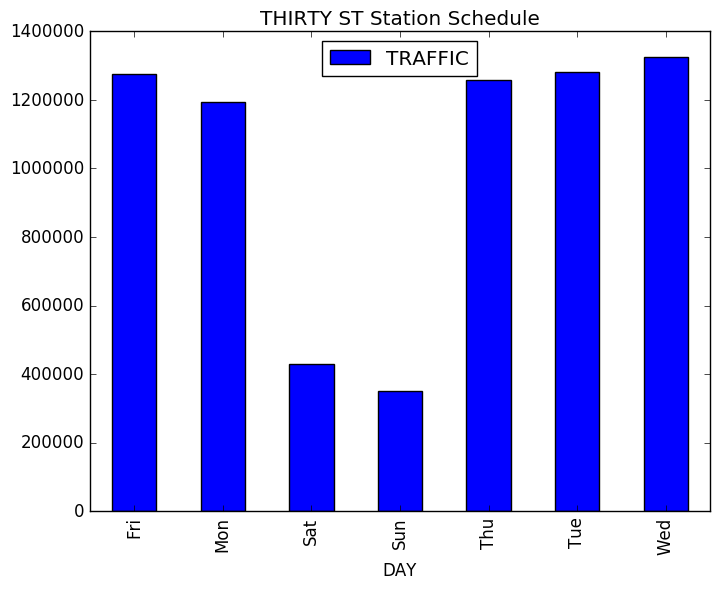 THIRTY ST Station Schedule
TRAFFIC
1400000
1200000
1000000
800000
600000
400000
200000
0
Fri
Mon
Sat
Sun
Thu
Tue
Wed
DAY